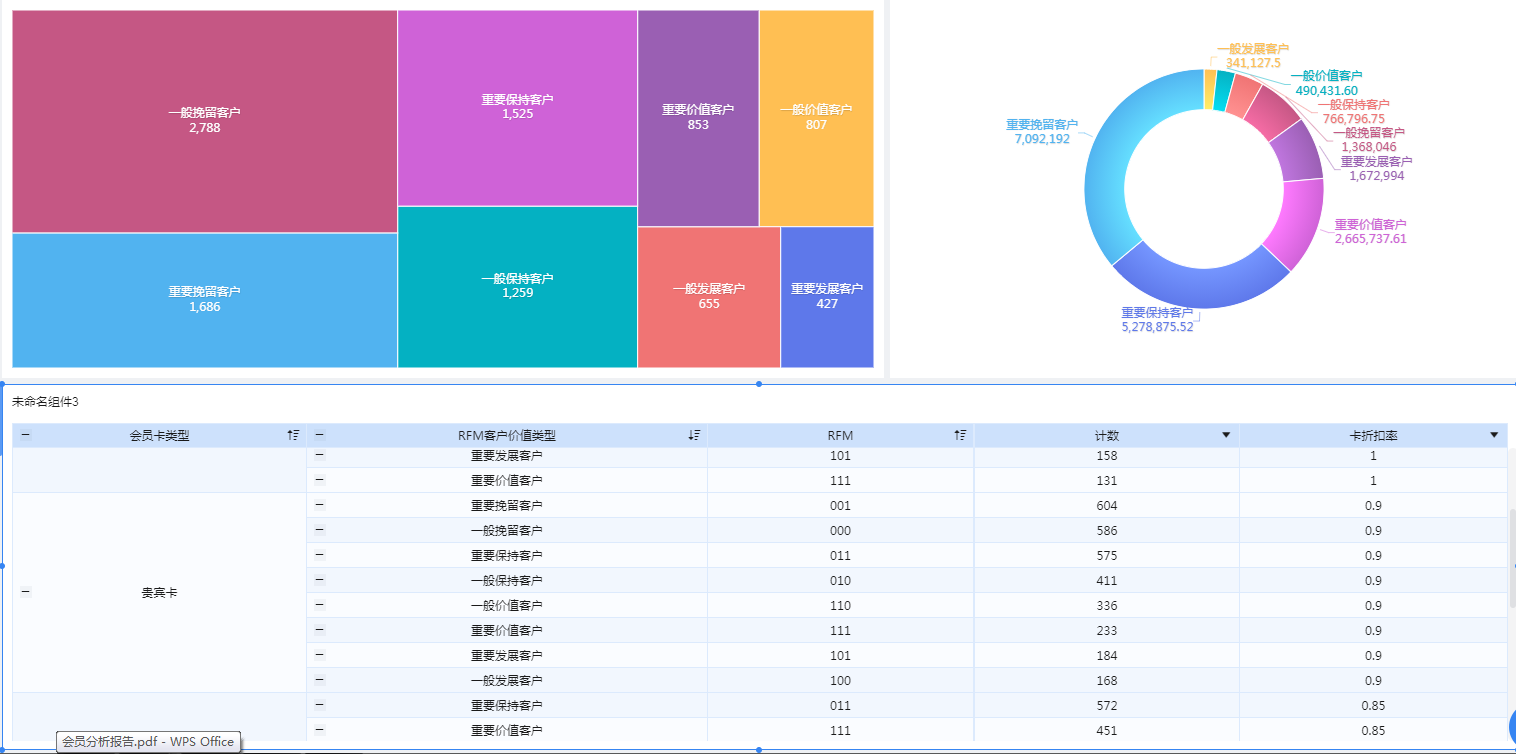 一般挽留客户
2,788
重要保持客户
1,525
重要价值客户
853
一般价值客户
807
重要挽留客户
1,686
一般保持客户
1,259
一般发展客户
655
重要发展客户
427
一般发展客户
341,127.5
一般价值客户
490,431.60
一般保持客户
766,796.75
一般挽留客户
1,368,046
重要发展客户
1,672,994
重要价值客户
2,665,737.61
重要保持客户
5,278,875.52
重要挽留客户
7,092,192
未命名组件3
会员卡类型 RFM客户价值类型 RFM 计数 卡折扣率
重要发展客户 101 158 1
重要价值客户 111 131 1
贵宾卡
重要挽留客户 001 604 0.9
一般挽留客户 000 586 0.9
重要保持客户 011 575 0.9
一般保持客户 010 411 0.9
一般价值客户 110 336 0.9
重要价值客户 111 233 0.9
重要发展客户 101 184 0.9
一般发展客户 100 168 0.9
重要保持客户 011 572 0.85
重要价值客户 111 451 0.85
会员分析报告.pdf - WPS Office